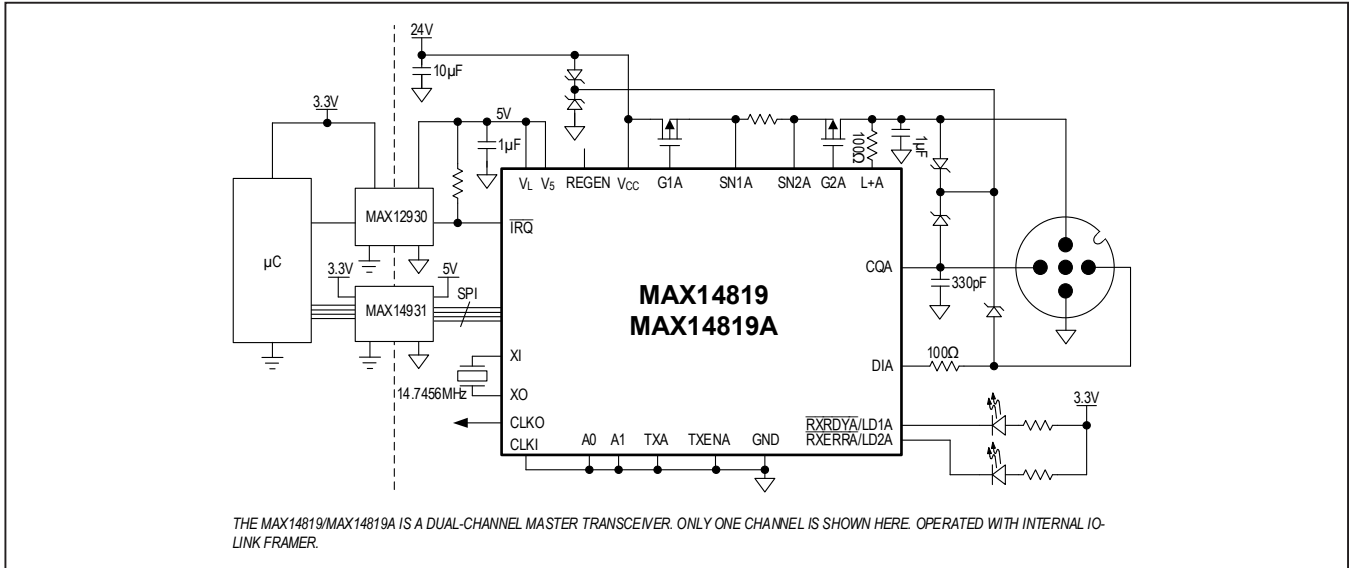 24V
10µF
3.3V
5V
1µF
100Ω
1µF
VL V5 REGEN VCC G1A SN1A SN2A G2A L+A
MAX12930
IRQ
µC
3.3V
5V
MAX14931
SPI
CQA
330pF
MAX14819
MAX14819A
XI
DIA
100Ω
14.7456MHz
XO
3.3V
CLKO
RXRDYA/LD1A
CLKI
A0 A1 TXA TXENA GND
RXERRA/LD2A
THE MAX14819/MAX14819A IS A DUAL-CHANNEL MASTER TRANSCEIVER. ONLY ONE CHANNEL IS SHOWN HERE. OPERATED WITH INTERNAL IO-
LINK FRAMER.